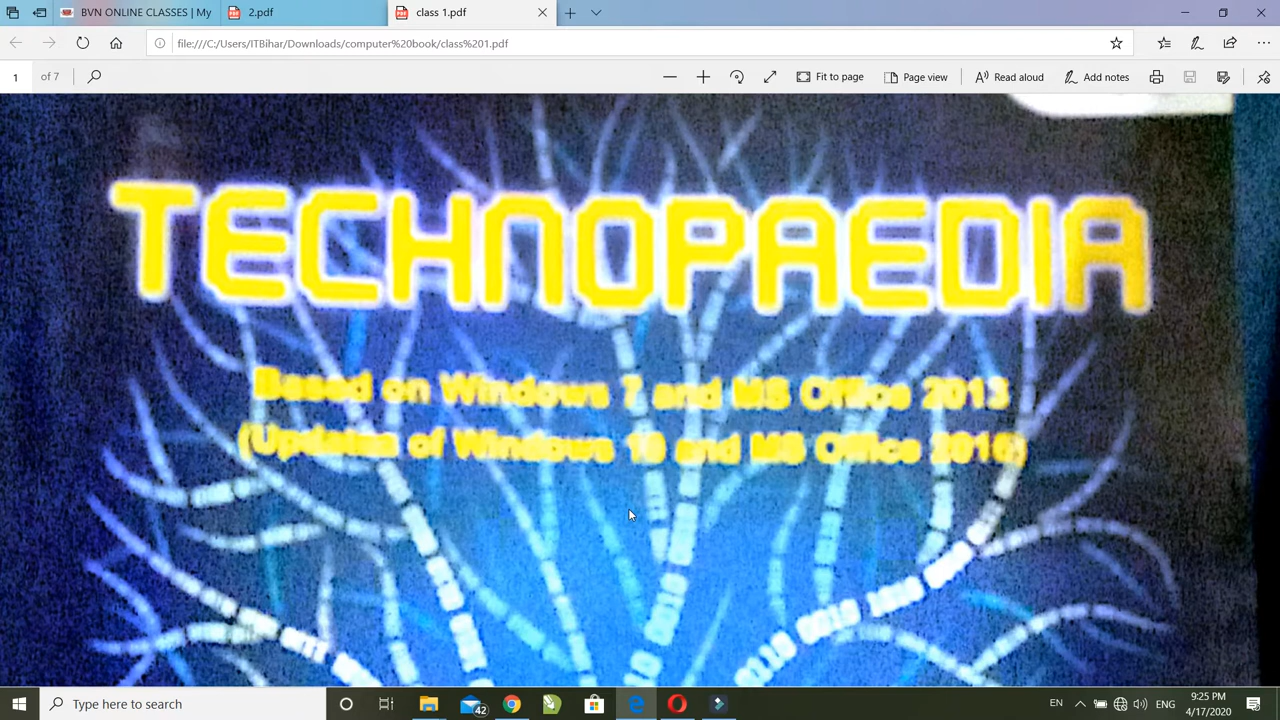 BVN ONLINE CLASSES | My
2.pdf
class 1.pdf
file:///C:/Users/ITBihar/Downloads/computer%20book/class%201.pdf
1 of 7
Fit to page
Page view
Read aloud
Add notes
TECHNOPAEDIA
Based on Windows 7 and MS Office 2013
(Updates of Windows 10 and MS Office 2016)
0110 0010 1010
Type here to search
42
ENG
9:25 PM
EN
4/17/2020